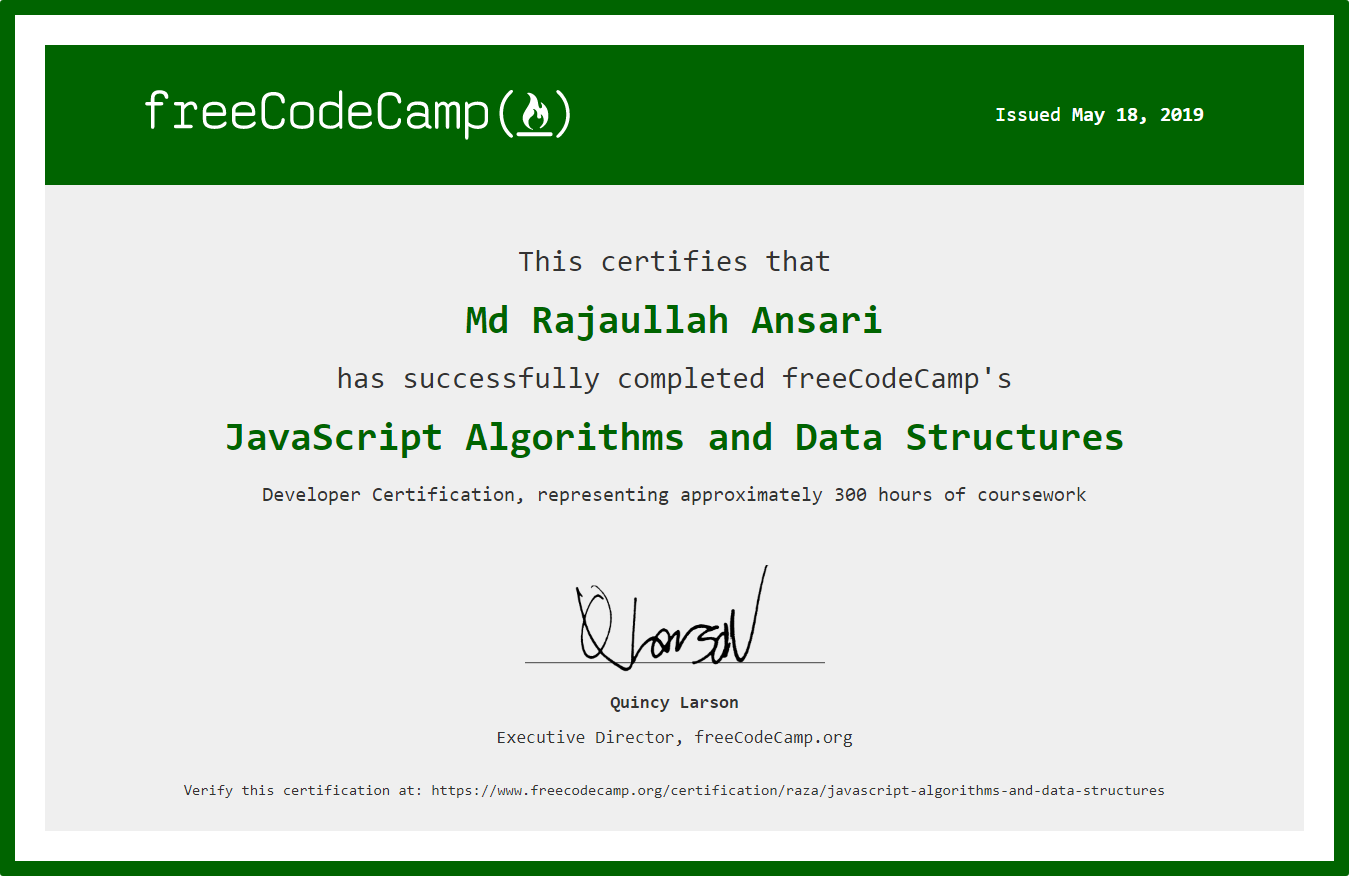 freeCodeCamp(🔥)
Issued May 18, 2019
This certifies that
Md Rajaullah Ansari
has successfully completed freeCodeCamp's
JavaScript Algorithms and Data Structures
Developer Certification, representing approximately 300 hours of coursework
QLarson
Quincy Larson
Executive Director, freeCodeCamp.org
Verify this certification at: https://www.freecodecamp.org/certification/raza/javascript-algorithms-and-data-structures